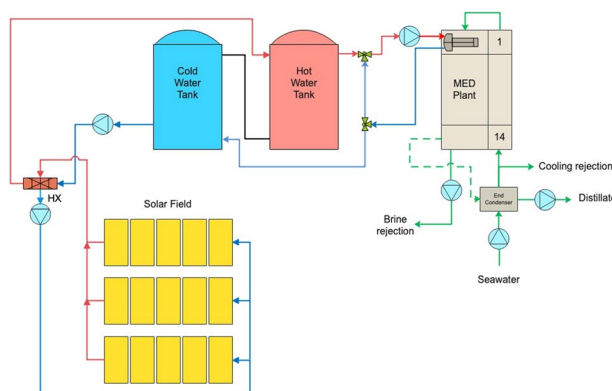 Cold
Water
Tank
Hot
Water
Tank
1
MED
Plant
14
Cooling rejection
HX
Solar Field
End
Condenser
Distillate
Brine
rejection
Seawater